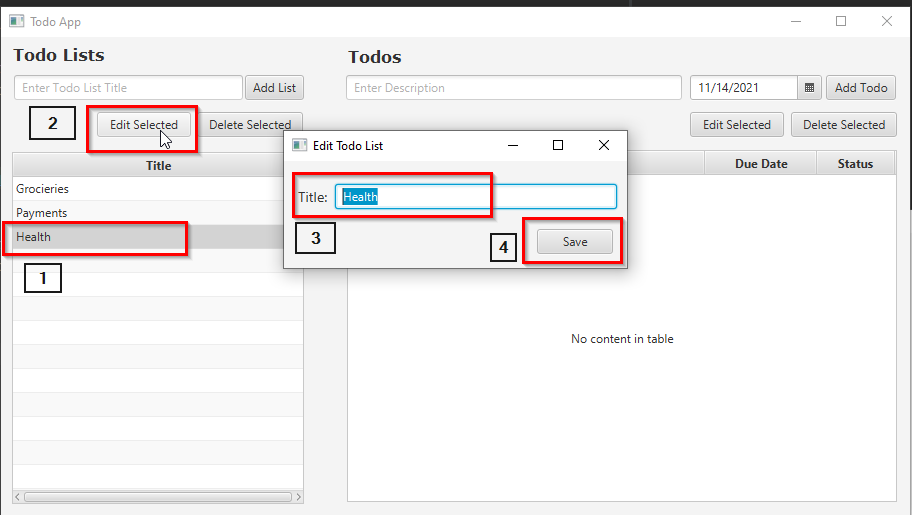 Todo App
Todo Lists
Todos
Enter Todo List Title
Add List
Enter Description
11/14/2021
Add Todo
2
Edit Selected
Delete Selected
Edit Selected
Delete Selected
Edit Todo List
Title
Due Date
Status
Grocieries
Title:
Health
Payments
Health
3
4
Save
1
No content in table